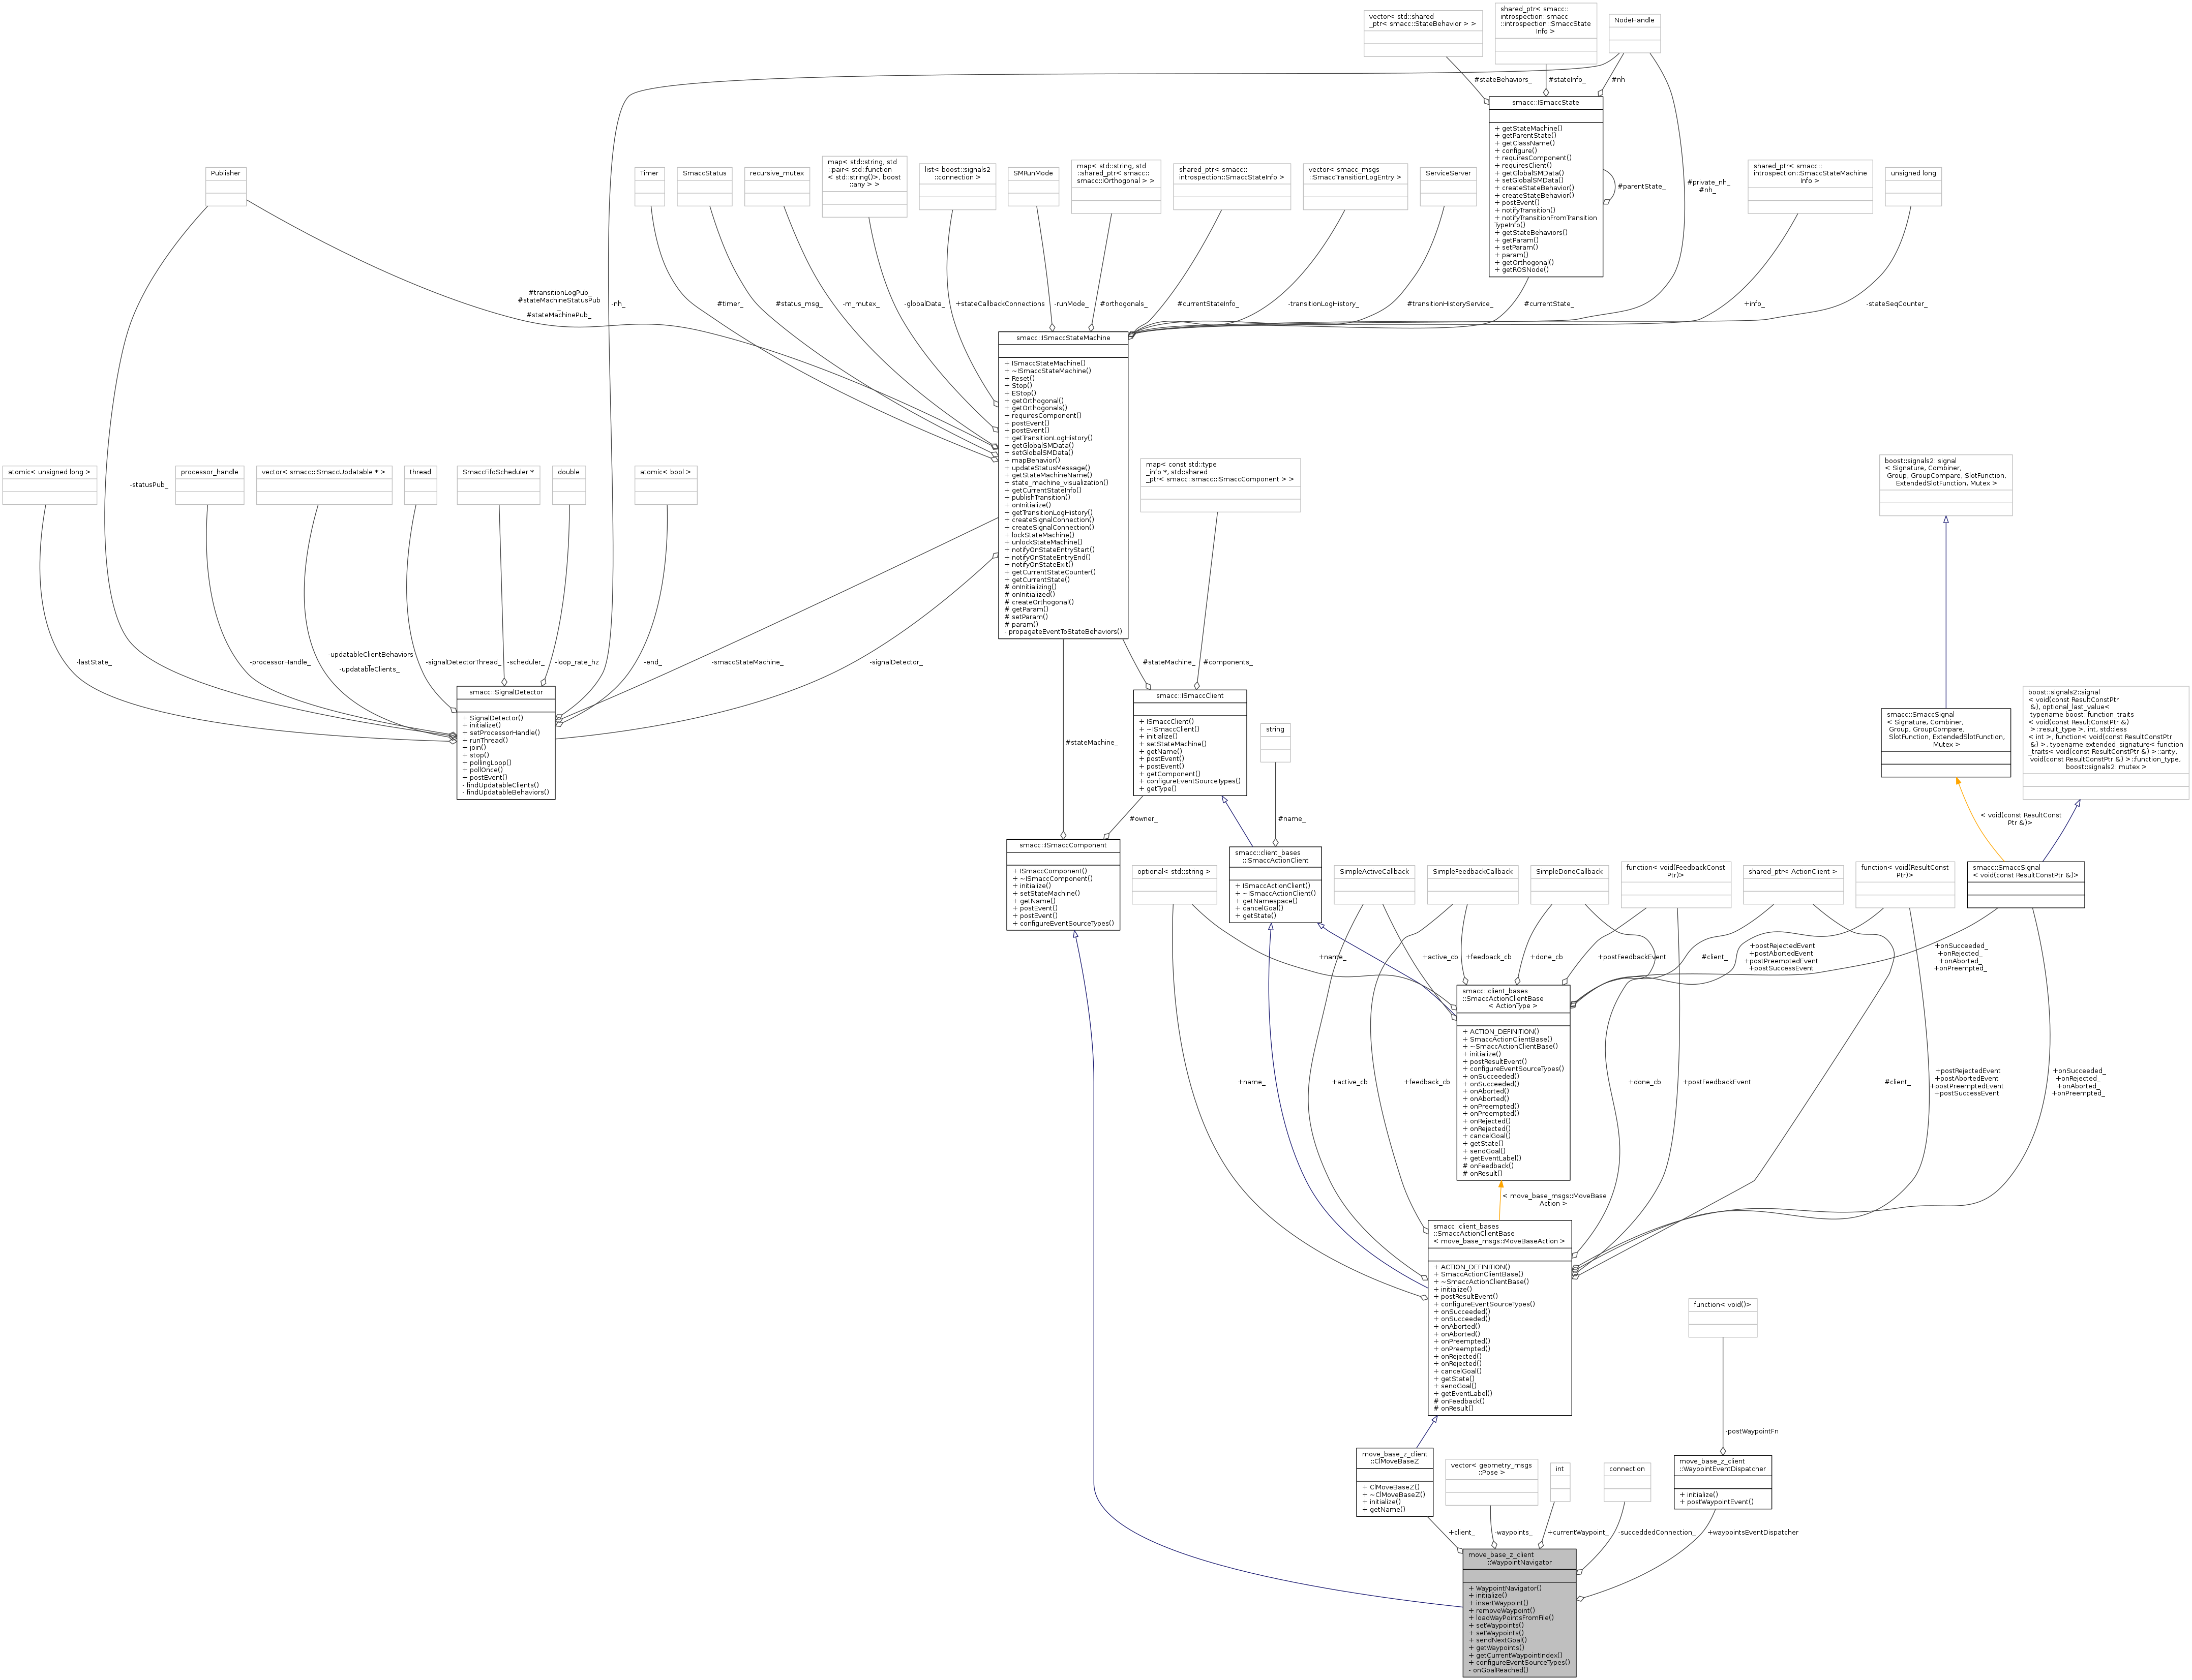 vector< std::shared
_ptr< smacc::StateBehavior > >
shared_ptr< smacc::
introspection::smacc
::introspection::SmaccState
Info >
NodeHandle
#stateBehaviors_
#stateInfo_
#nh
smacc::ISmaccState
+ getStateMachine()
+ getParentState()
+ getClassName()
+ configure()
+ requiresComponent()
+ requiresClient()
+ getGlobalSMData()
+ setGlobalSMData()
+ createStateBehavior()
+ createStateBehavior()
+ postEvent()
+ notifyTransition()
+ notifyTransitionFromTransition
TypeInfo()
+ getStateBehaviors()
+ getParam()
+ setParam()
+ param()
+ getOrthogonal()
+ getROSNode()
#parentState_
#private_nh_
#nh_
Publisher
Timer
SmaccStatus
recursive_mutex
map< std::string, std
::pair< std::function
< std::string()>, boost
::any > >
list< boost::signals2
::connection >
SMRunMode
map< std::string, std
::shared_ptr< smacc::
smacc::IOrthogonal > >
shared_ptr< smacc::
introspection::SmaccStateInfo >
vector< smacc_msgs
::SmaccTransitionLogEntry >
ServiceServer
shared_ptr< smacc::
introspection::SmaccStateMachine
Info >
unsigned long
#transitionLogPub_
#stateMachineStatusPub
_
#stateMachinePub_
-nh_
#timer_
#status_msg_
-m_mutex_
-globalData_
+stateCallbackConnections
-runMode_
#orthogonals_
#currentStateInfo_
-transitionLogHistory_
#transitionHistoryService_
#currentState_
+info_
-stateSeqCounter_
smacc::ISmaccStateMachine
+ ISmaccStateMachine()
+ ~ISmaccStateMachine()
+ Reset()
+ Stop()
+ EStop()
+ getOrthogonal()
+ getOrthogonals()
+ requiresComponent()
+ postEvent()
+ postEvent()
+ getTransitionLogHistory()
+ getGlobalSMData()
+ setGlobalSMData()
+ mapBehavior()
+ updateStatusMessage()
+ getStateMachineName()
+ state_machine_visualization()
+ getCurrentStateInfo()
+ publishTransition()
+ onInitialize()
+ getTransitionLogHistory()
+ createSignalConnection()
+ createSignalConnection()
+ lockStateMachine()
+ unlockStateMachine()
+ notifyOnStateEntryStart()
+ notifyOnStateEntryEnd()
+ notifyOnStateExit()
+ getCurrentStateCounter()
+ getCurrentState()
# onInitializing()
# onInitialized()
# createOrthogonal()
# getParam()
# setParam()
# param()
- propagateEventToStateBehaviors()
atomic< unsigned long >
processor_handle
vector< smacc::ISmaccUpdatable * >
thread
SmaccFifoScheduler *
double
atomic< bool >
-statusPub_
-lastState_
-processorHandle_
-updatableClientBehaviors
_
-updatableClients_
-signalDetectorThread_
-scheduler_
-loop_rate_hz
-end_
-smaccStateMachine_
-signalDetector_
smacc::SignalDetector
+ SignalDetector()
+ initialize()
+ setProcessorHandle()
+ runThread()
+ join()
+ stop()
+ pollingLoop()
+ pollOnce()
+ postEvent()
- findUpdatableClients()
- findUpdatableBehaviors()
map< const std::type
_info *, std::shared
_ptr< smacc::smacc::ISmaccComponent > >
#stateMachine_
#components_
smacc::ISmaccClient
+ ISmaccClient()
+ ~ISmaccClient()
+ initialize()
+ setStateMachine()
+ getName()
+ postEvent()
+ postEvent()
+ getComponent()
+ configureEventSourceTypes()
+ getType()
#stateMachine_
#owner_
string
#name_
smacc::ISmaccComponent
+ ISmaccComponent()
+ ~ISmaccComponent()
+ initialize()
+ setStateMachine()
+ getName()
+ postEvent()
+ postEvent()
+ configureEventSourceTypes()
smacc::client_bases
::ISmaccActionClient
+ ISmaccActionClient()
+ ~ISmaccActionClient()
+ getNamespace()
+ cancelGoal()
+ getState()
boost::signals2::signal
< Signature, Combiner,
Group, GroupCompare, SlotFunction,
ExtendedSlotFunction, Mutex >
smacc::SmaccSignal
< Signature, Combiner,
Group, GroupCompare,
SlotFunction, ExtendedSlotFunction,
Mutex >
boost::signals2::signal
< void(const ResultConstPtr
&), optional_last_value<
typename boost::function_traits
< void(const ResultConstPtr &)
>::result_type >, int, std::less
< int >, function< void(const ResultConstPtr
&) >, typename extended_signature< function
_traits< void(const ResultConstPtr &) >::arity,
void(const ResultConstPtr &) >::function_type,
boost::signals2::mutex >
< void(const ResultConst
Ptr &)>
smacc::SmaccSignal
< void(const ResultConstPtr &)>
optional< std::string >
SimpleActiveCallback
SimpleFeedbackCallback
SimpleDoneCallback
function< void(FeedbackConst
Ptr)>
shared_ptr< ActionClient >
function< void(ResultConst
Ptr)>
+name_
+active_cb
+feedback_cb
+done_cb
+postFeedbackEvent
#client_
+postRejectedEvent
+postAbortedEvent
+postPreemptedEvent
+postSuccessEvent
+onSucceeded_
+onRejected_
+onAborted_
+onPreempted_
smacc::client_bases
::SmaccActionClientBase
< ActionType >
+ ACTION_DEFINITION()
+ SmaccActionClientBase()
+ ~SmaccActionClientBase()
+ initialize()
+ postResultEvent()
+ configureEventSourceTypes()
+ onSucceeded()
+ onSucceeded()
+ onAborted()
+ onAborted()
+ onPreempted()
+ onPreempted()
+ onRejected()
+ onRejected()
+ cancelGoal()
+ getState()
+ sendGoal()
+ getEventLabel()
# onFeedback()
# onResult()
+name_
+active_cb
+feedback_cb
+done_cb
+postFeedbackEvent
#client_
+postRejectedEvent
+postAbortedEvent
+postPreemptedEvent
+postSuccessEvent
+onSucceeded_
+onRejected_
+onAborted_
+onPreempted_
< move_base_msgs::MoveBase
Action >
smacc::client_bases
::SmaccActionClientBase
< move_base_msgs::MoveBaseAction >
+ ACTION_DEFINITION()
+ SmaccActionClientBase()
+ ~SmaccActionClientBase()
+ initialize()
+ postResultEvent()
+ configureEventSourceTypes()
+ onSucceeded()
+ onSucceeded()
+ onAborted()
+ onAborted()
+ onPreempted()
+ onPreempted()
+ onRejected()
+ onRejected()
+ cancelGoal()
+ getState()
+ sendGoal()
+ getEventLabel()
# onFeedback()
# onResult()
function< void()>
-postWaypointFn
move_base_z_client
::ClMoveBaseZ
+ ClMoveBaseZ()
+ ~ClMoveBaseZ()
+ initialize()
+ getName()
vector< geometry_msgs
::Pose >
int
connection
move_base_z_client
::WaypointEventDispatcher
+ initialize()
+ postWaypointEvent()
+client_
-waypoints_
+currentWaypoint_
-succeddedConnection_
+waypointsEventDispatcher
move_base_z_client
::WaypointNavigator
+ WaypointNavigator()
+ initialize()
+ insertWaypoint()
+ removeWaypoint()
+ loadWayPointsFromFile()
+ setWaypoints()
+ setWaypoints()
+ sendNextGoal()
+ getWaypoints()
+ getCurrentWaypointIndex()
+ configureEventSourceTypes()
- onGoalReached()